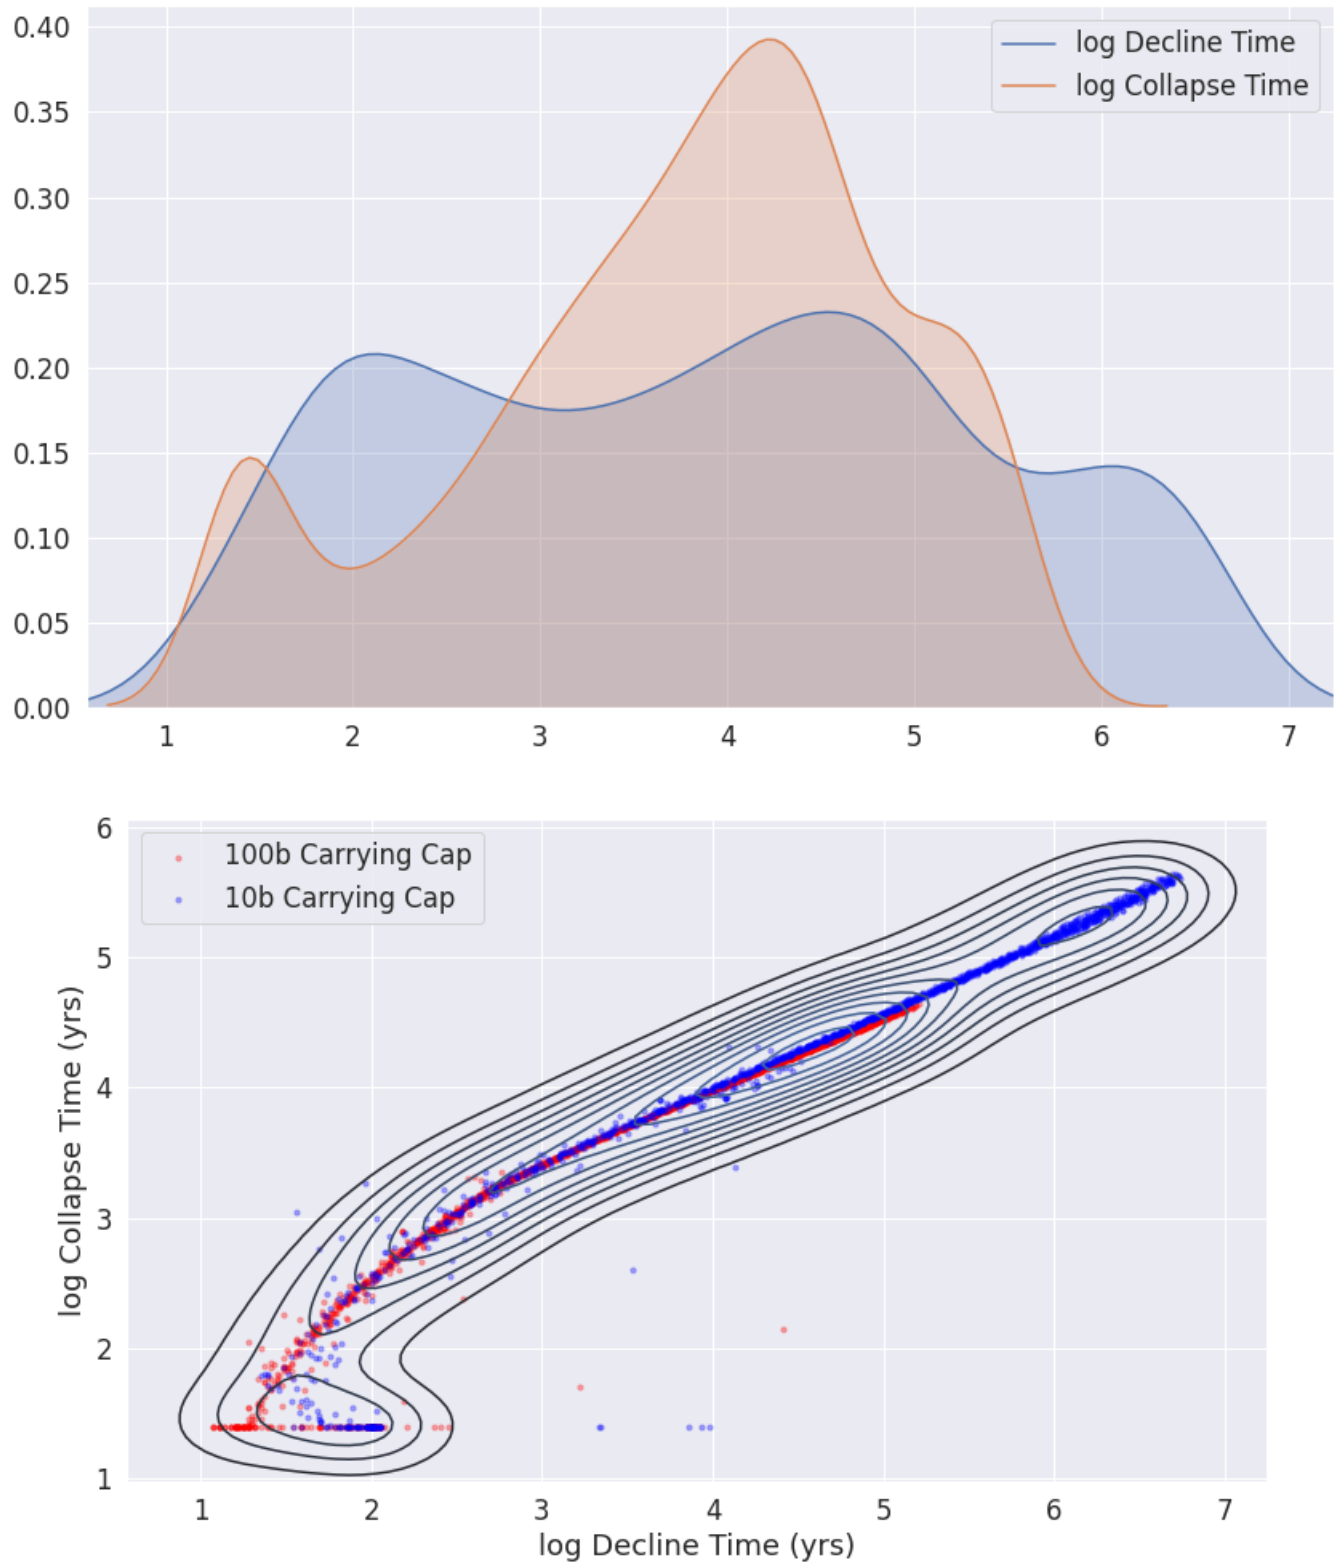 0.40
0.35
0.30
0.25
0.20
0.15
0.10
0.05
0.00
log Decline Time
log Collapse Time
1 2 3 4 5 6 7
6
5
4
3
2
1
log Collapse Time (yrs)
100b Carrying Cap
10b Carrying Cap
1 2 3 4 5 6 7
log Decline Time (yrs)